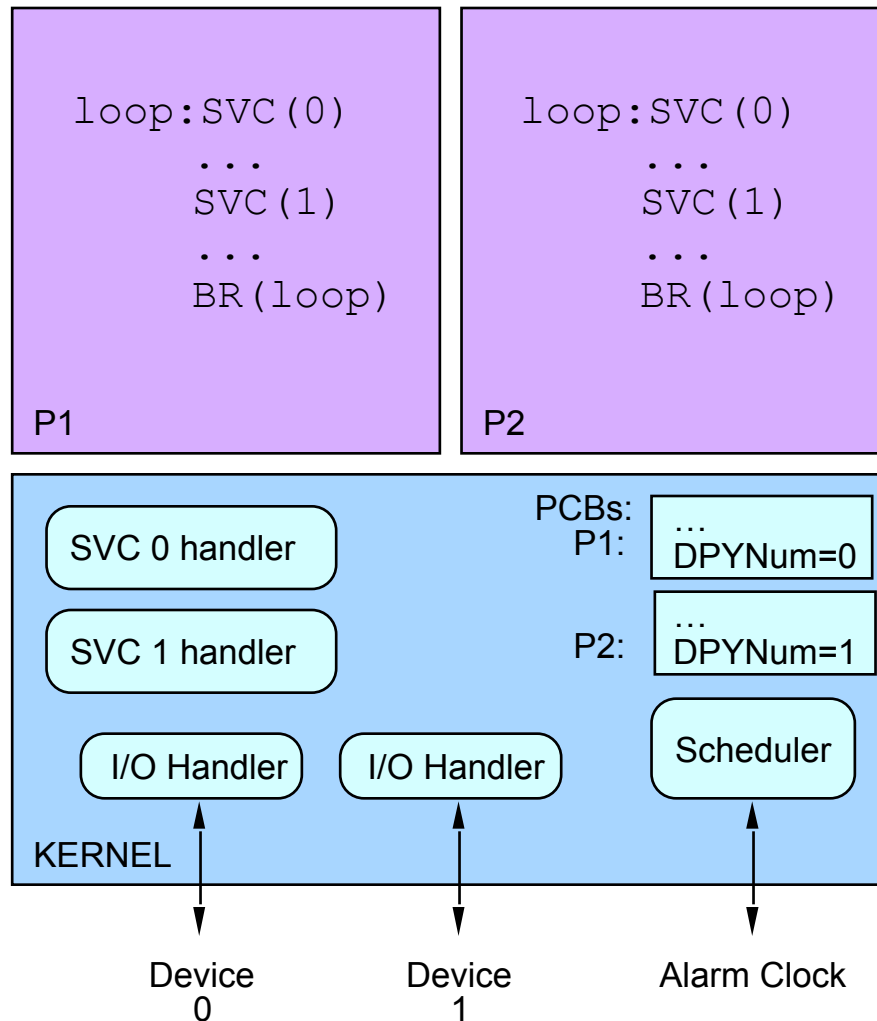 loop:SVC(0)
...
SVC(1)
...
BR(loop)
P1
loop:SVC(0)
...
SVC(1)
...
BR(loop)
P2
SVC 0 handler
SVC 1 handler
PCBs:
P1:
…
DPYNum=0
P2:
…
DPYNum=1
I/O Handler
I/O Handler
Scheduler
KERNEL
Device
0
Device
1
Alarm Clock